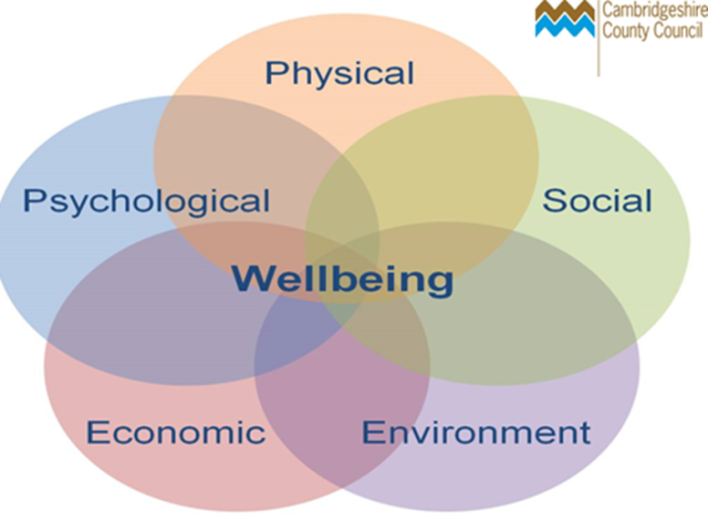 Cambridgeshire
County Council
Physical
Psychological
Social
Wellbeing
Economic
Environment